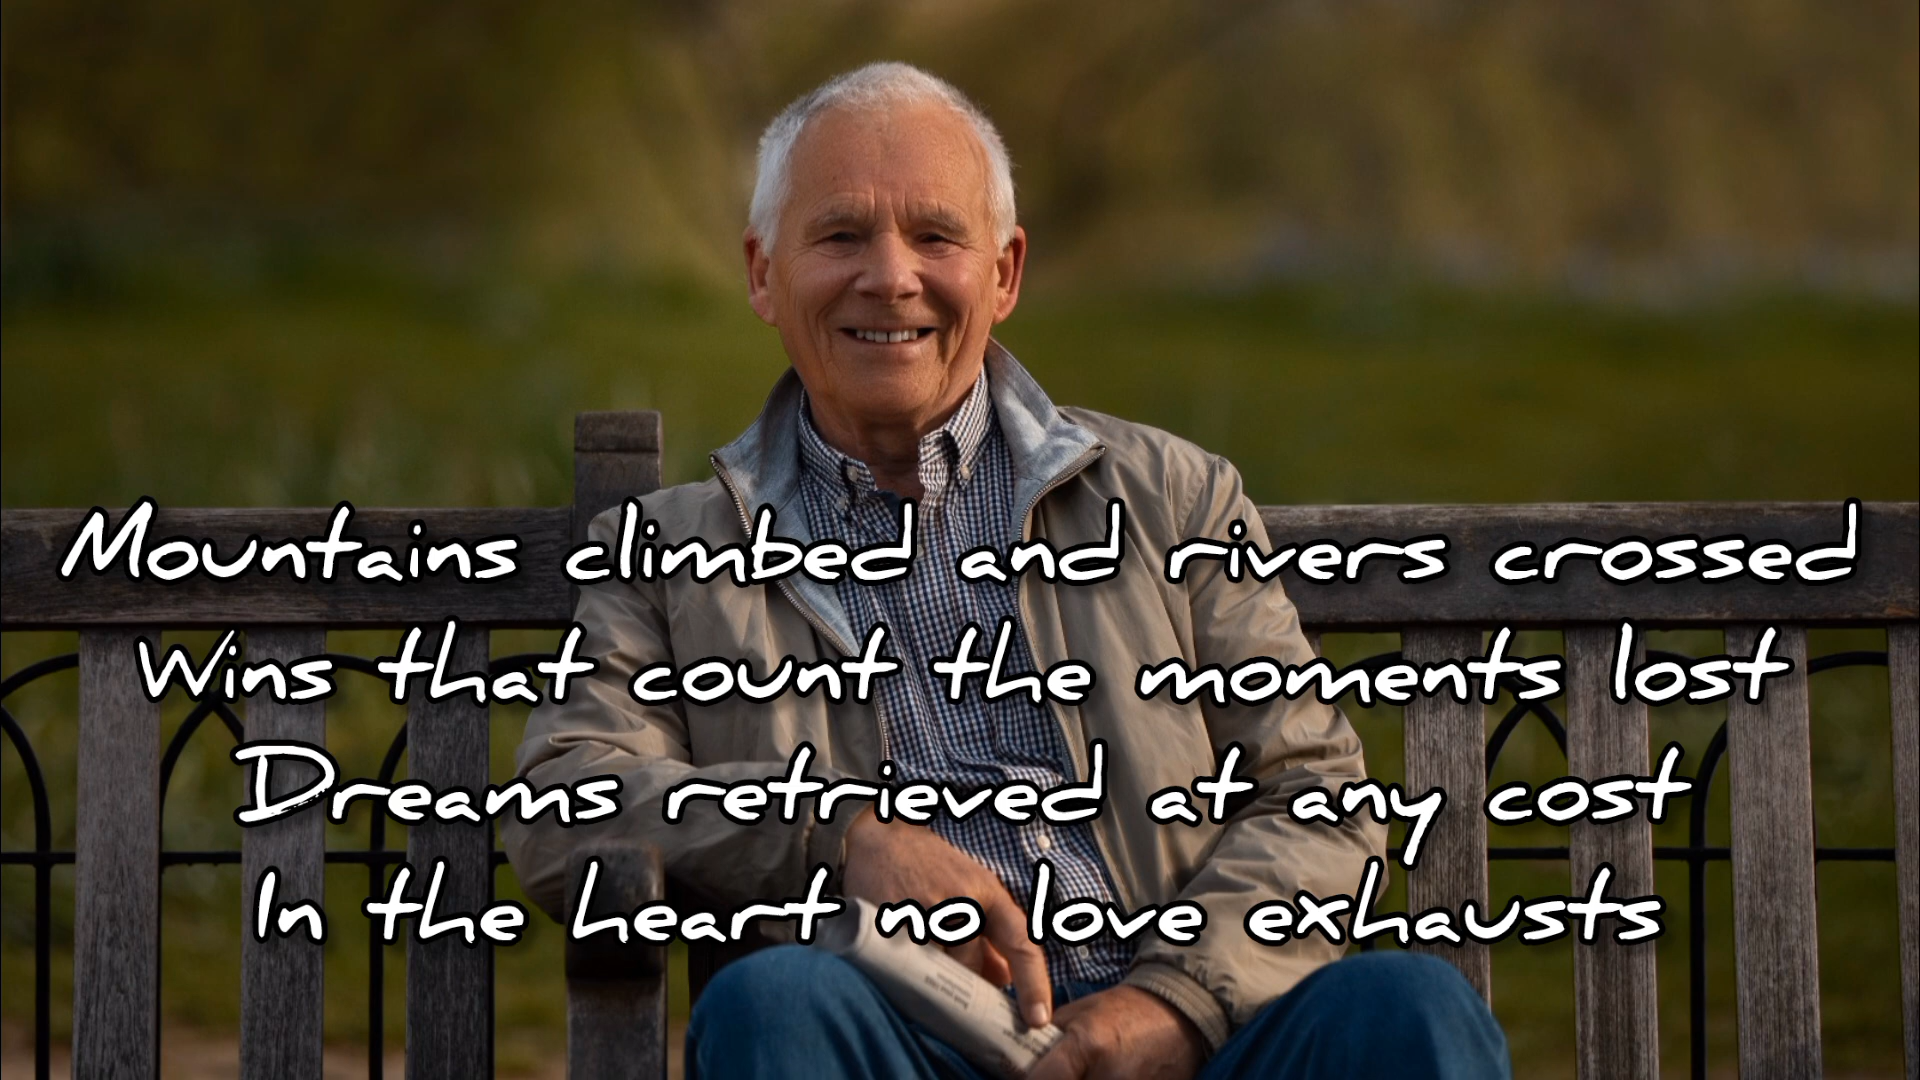 Mountains climbed and rivers crossed
Wins that count the moments lost
Dreams retrieved at any cost
In the heart no love exhausts